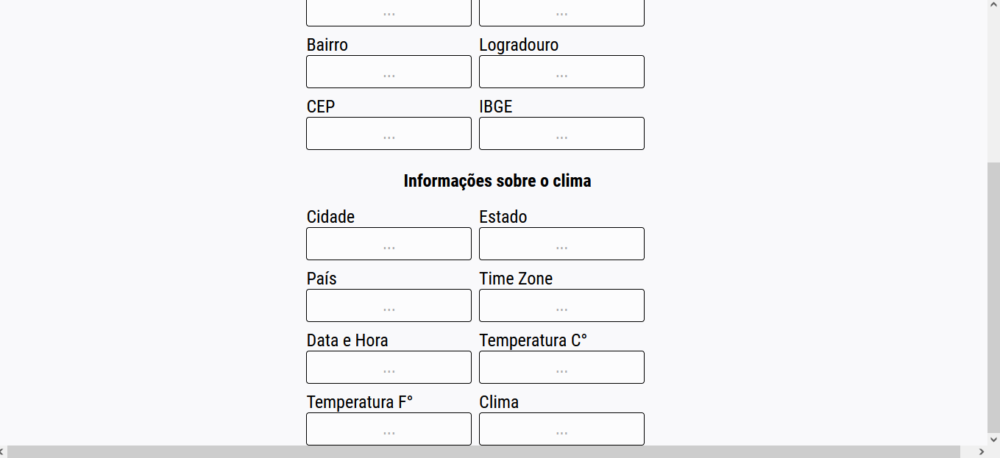 ... ...
Bairro Logradouro
... ...
CEP IBGE
... ...
Informações sobre o clima
Cidade Estado
... ...
País Time Zone
... ...
Data e Hora Temperatura C°
... ...
Temperatura F° Clima
... ...